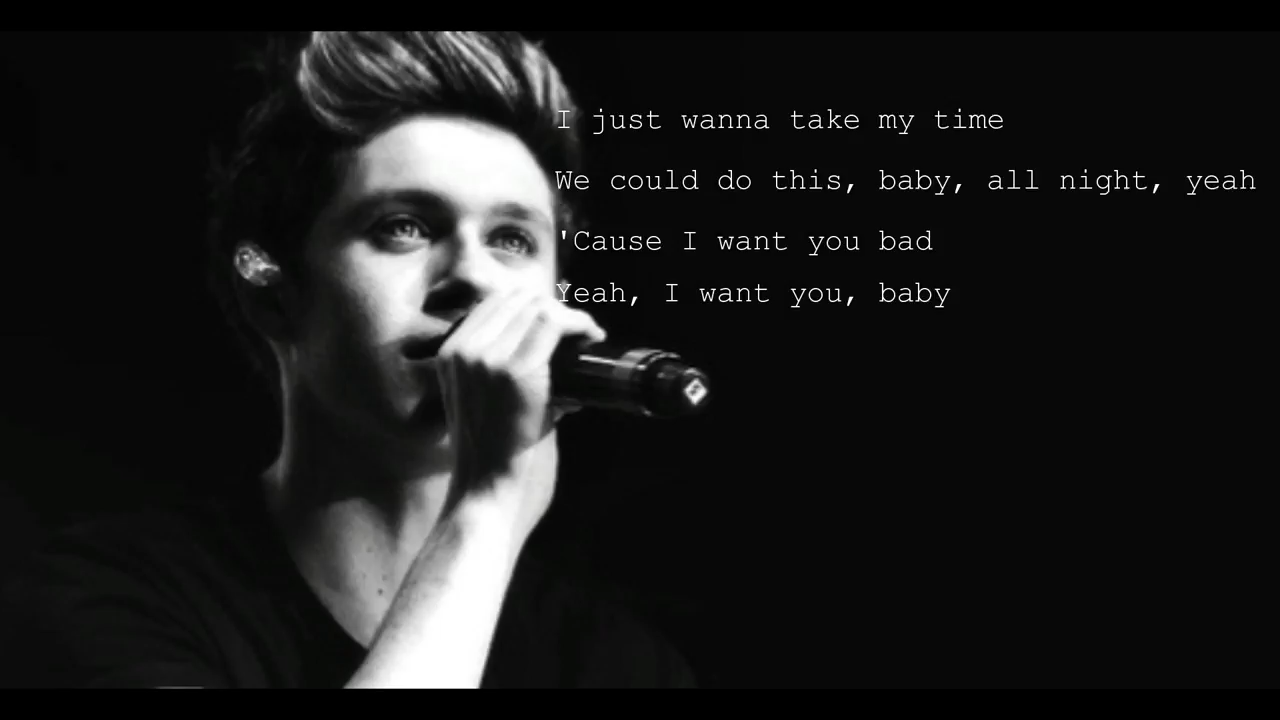 I just wanna take my time
We could do this, baby, all night, yeah
'Cause I want you bad
Yeah, I want you, baby